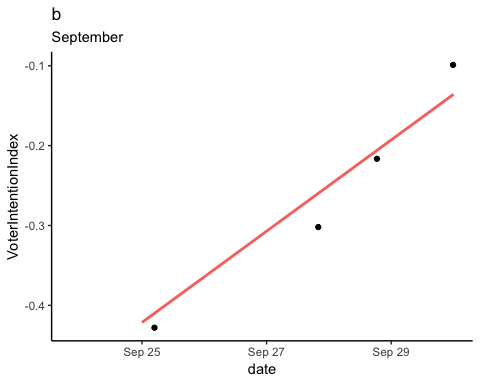 b
September
VoterIntentionIndex
-0.1
-0.2
-0.3
-0.4
Sep 25 Sep 27 Sep 29
date